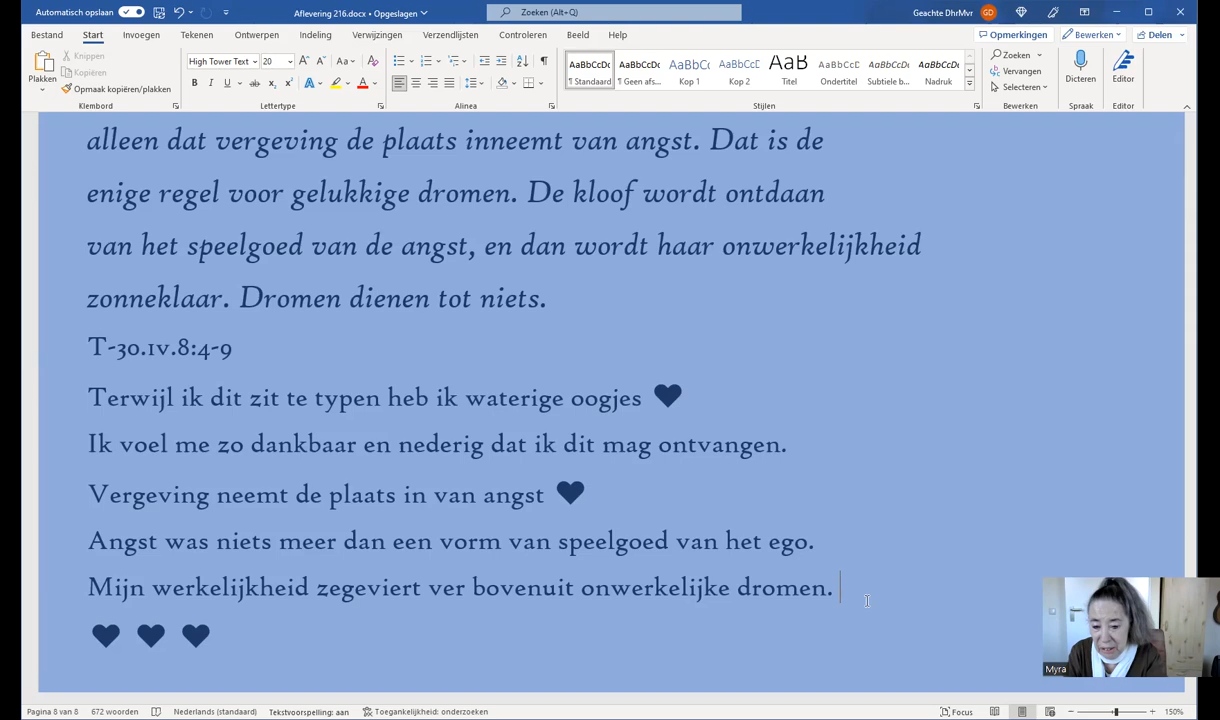 Automatisch opslaan
Aflevering 216.docx • Opgeslagen
Zoeken (Alt+Q)
Geachte DhrMvr
GD
Bestand Start Invoegen Tekenen Ontwerpen Indeling Verwijzingen Verzendlijsten Controleren Beeld Help
Opmerkingen Bewerken Delen
Plakken
Knippen
Kopiëren
Opmaak kopiëren/plakken
Klembord
High Tower Text 20
Lettertype
Alinea
AaBbCcDc AaBbCcDc AaBbCc AaBbCcD AaB AaBbCcD AaBbCcDc AaBbCcDc
¶ Standaard ¶ Geen afs... Kop 1 Kop 2 Titel Ondertitel Subtiele b... Nadruk
Stijlen
Zoeken
Vervangen
Selecteren
Bewerken
Dicteren
Spraak
Editor
Editor
alleen dat vergeving de plaats inneemt van angst. Dat is de
enige regel voor gelukkige dromen. De kloof wordt ontdaan
van het speelgoed van de angst, en dan wordt haar onwerkelijkheid
zonneklaar. Dromen dienen tot niets.
T-30.iv.8:4-9
Terwijl ik dit zit te typen heb ik waterige oogjes ♥
Ik voel me zo dankbaar en nederig dat ik dit mag ontvangen.
Vergeving neemt de plaats in van angst ♥
Angst was niets meer dan een vorm van speelgoed van het ego.
Mijn werkelijkheid zegeviert ver bovenuit onwerkelijke dromen.
♥ ♥ ♥
Myra
Pagina 8 van 8 672 woorden Nederlands (standaard) Tekstvoorspelling: aan Toegankelijkheid: onderzoeken
Focus
150%